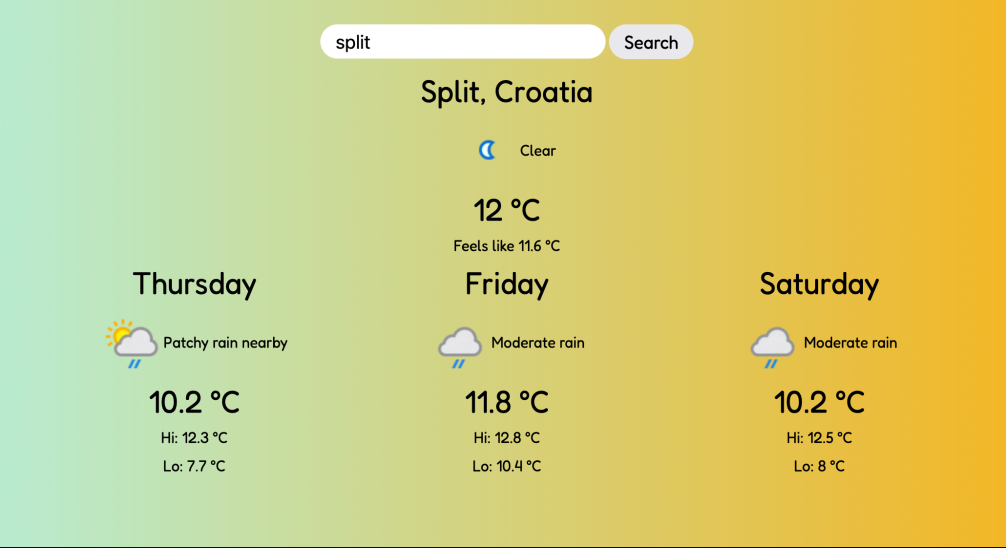 split
Search
Split, Croatia
Clear
12 °C
Feels like 11.6 °C
Thursday
Patchy rain nearby
10.2 °C
Hi: 12.3 °C
Lo: 7.7 °C
Friday
Moderate rain
11.8 °C
Hi: 12.8 °C
Lo: 10.4 °C
Saturday
Moderate rain
10.2 °C
Hi: 12.5 °C
Lo: 8 °C